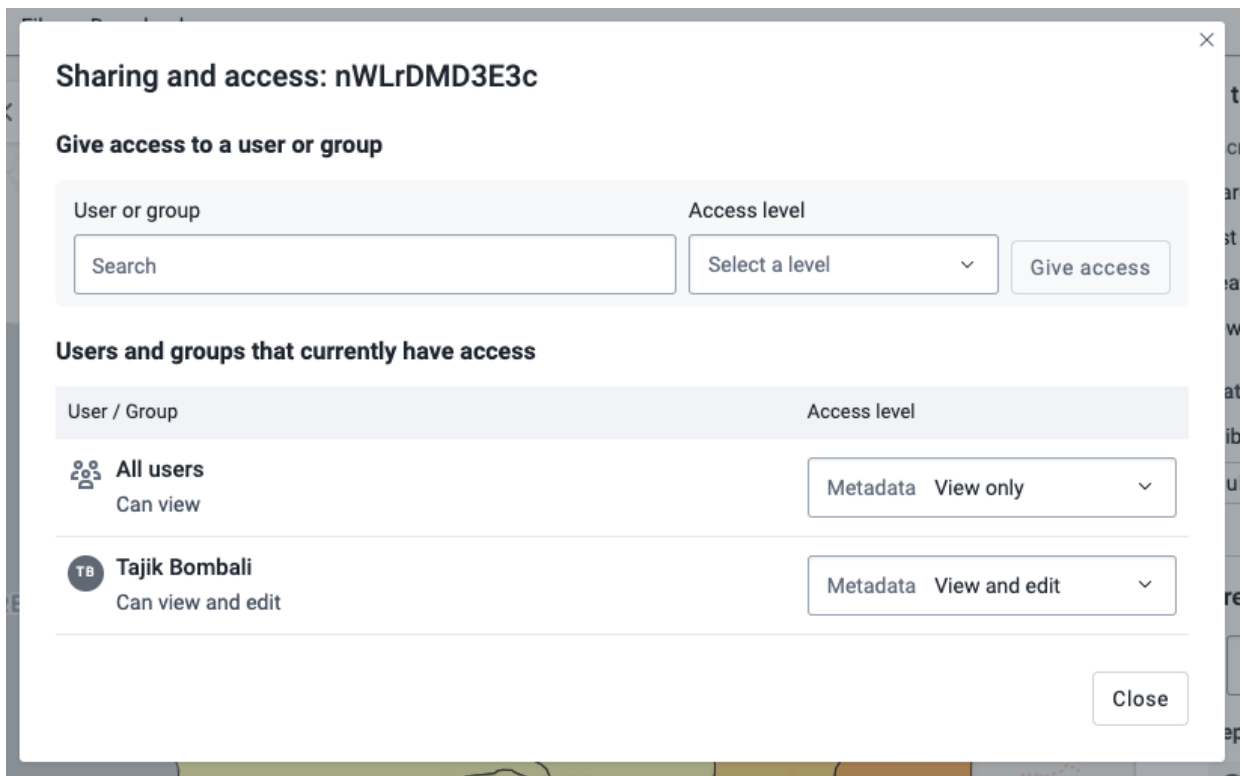 Sharing and access: nWLrDMD3E3c
Give access to a user or group
User or group
Access level
Search
Select a level
Give access
Users and groups that currently have access
User / Group
Access level
All users
Can view
Metadata View only
TB
Tajik Bombali
Can view and edit
Metadata View and edit
Close